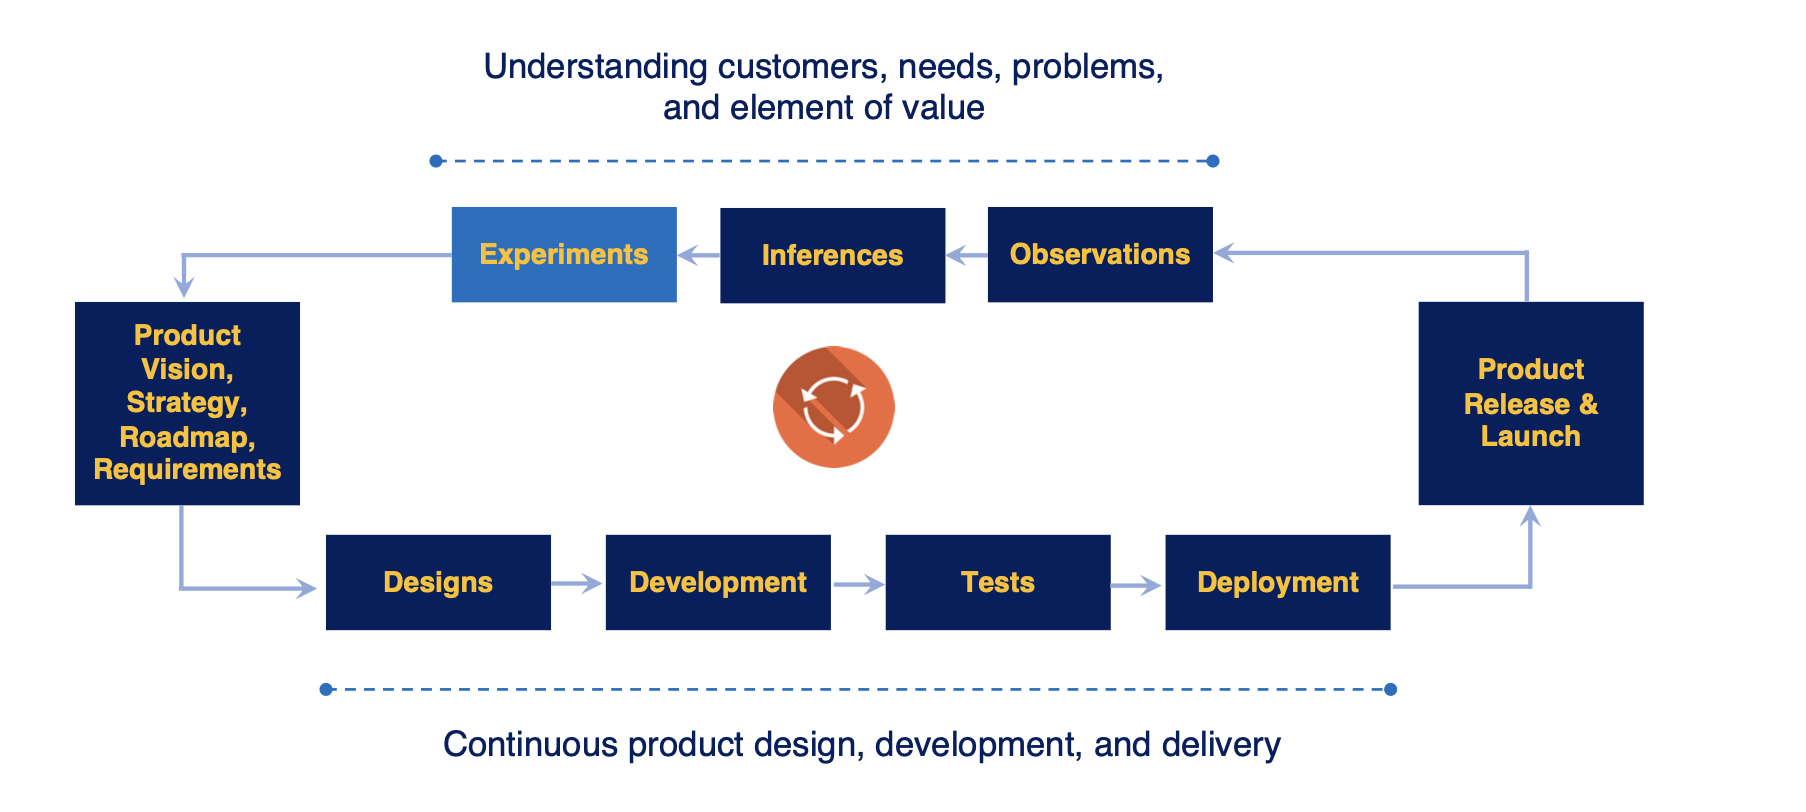 Understanding customers, needs, problems,
and element of value
Experiments
Inferences
Observations
Product
Vision,
Strategy,
Roadmap,
Requirements
Product
Release &
Launch
Designs
Development
Tests
Deployment
Continuous product design, development, and delivery